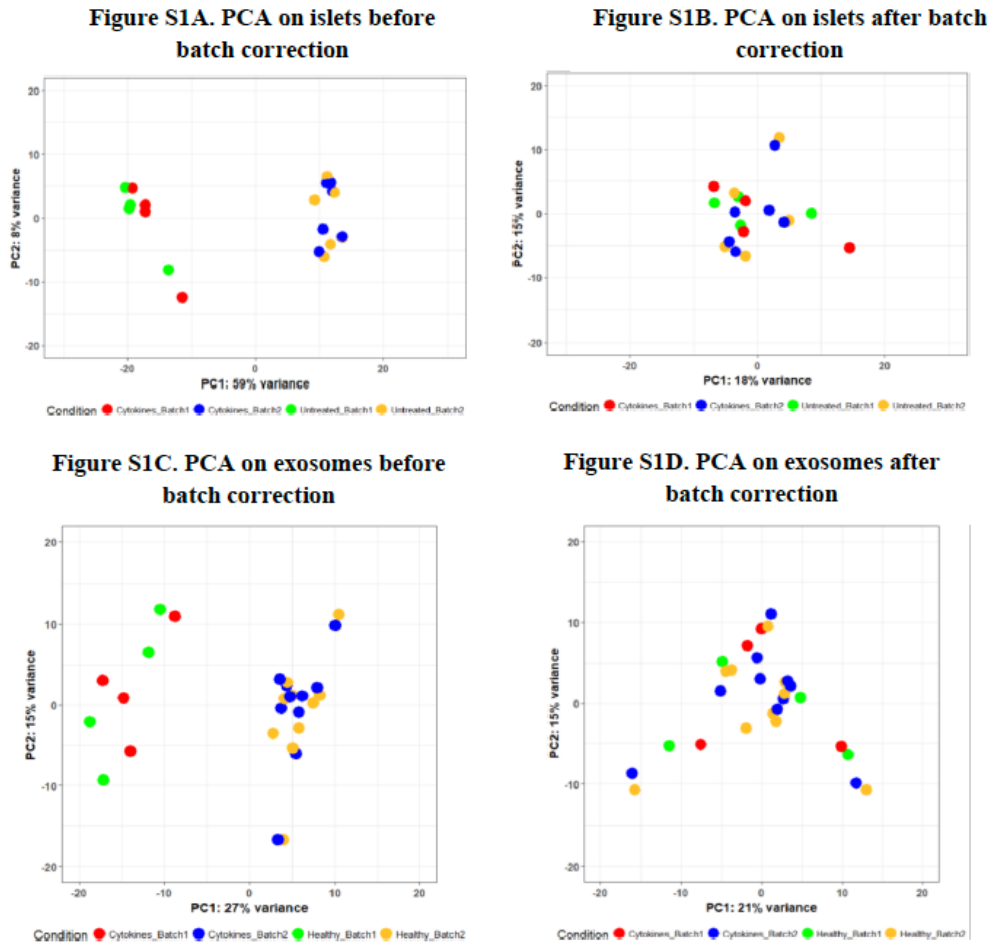 Figure S1A. PCA on islets before
batch correction
Figure S1B. PCA on islets after batch
correction
20
10
0
-10
-20
PC2: 8% variance
-20
0
20
PC1: 59% variance
Condition Cytokines_Batch1 Cytokines_Batch2 Untreated_Batch1 Untreated_Batch2
20
10
0
-10
-20
PC2: 15% variance
-20
0
20
PC1: 18% variance
Condition Cytokines_Batch1 Cytokines_Batch2 Untreated_Batch1 Untreated_Batch2
Figure S1C. PCA on exosomes before
batch correction
Figure S1D. PCA on exosomes after
batch correction
20
10
0
-10
-20
PC2: 15% variance
-20
-10
0
10
20
PC1: 27% variance
Condition Cytokines_Batch1 Cytokines_Batch2 Healthy_Batch1 Healthy_Batch2
20
10
0
-10
-20
PC2: 15% variance
-20
-10
0
10
20
PC1: 21% variance
Condition Cytokines_Batch1 Cytokines_Batch2 Healthy_Batch1 Healthy_Batch2